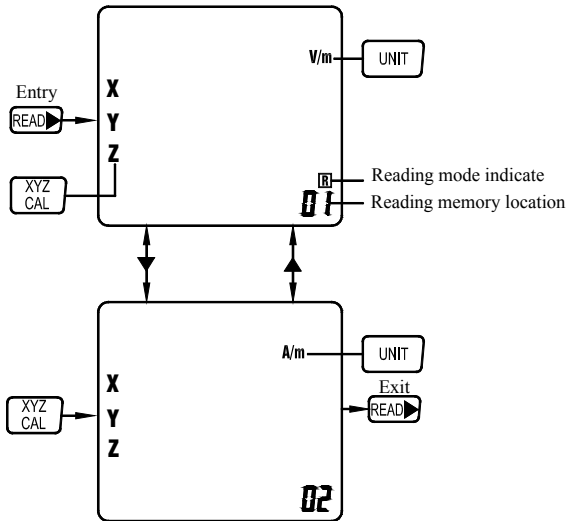 V/m
UNIT
Entry
X
READ
Y
Z
XYZ
CAL
R
Reading mode indicate
01
Reading memory location
A/m
UNIT
X
Exit
XYZ
CAL
Y
READ
Z
02